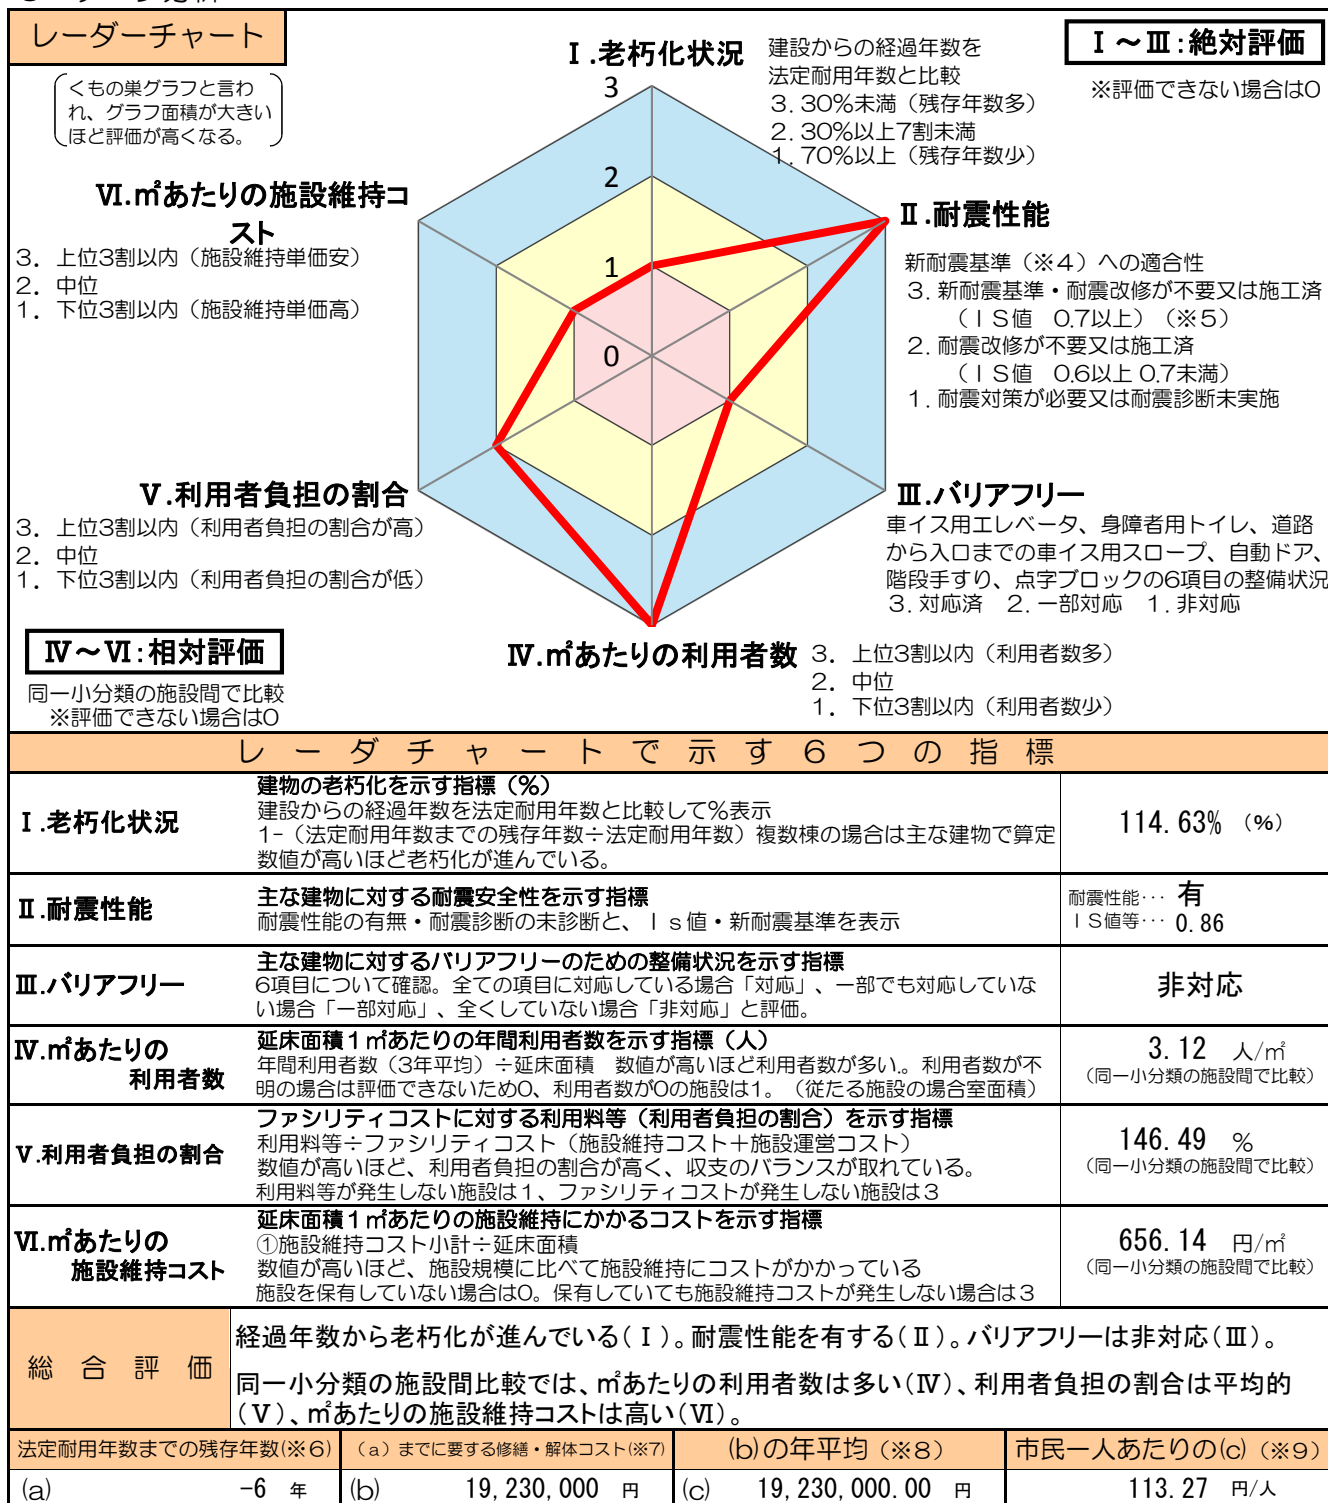 レーダーチャート
くもの巣グラフと言わ
れ、グラフ面積が大きい
ほど評価が高くなる。
Ⅰ～Ⅲ:絶対評価
※評価できない場合は0
Ⅰ.老朽化状況
建設からの経過年数を
法定耐用年数と比較
3. 30%未満（残存年数多）
2. 30%以上7割未満
1. 70%以上（残存年数少）
3
2
1
0
Ⅱ.耐震性能
新耐震基準（※4）への適合性
3. 新耐震基準・耐震改修が不要又は施工済
（ＩＳ値　0.7以上）（※5）
2. 耐震改修が不要又は施工済
（ＩＳ値　0.6以上 0.7未満）
1. 耐震対策が必要又は耐震診断未実施
Ⅲ.バリアフリー
車イス用エレベータ、身障者用トイレ、道路
から入口までの車イス用スロープ、自動ドア、
階段手すり、点字ブロックの6項目の整備状況
3. 対応済　2. 一部対応　1. 非対応
Ⅳ.㎡あたりの利用者数
3. 上位3割以内（利用者数多）
2. 中位
1. 下位3割以内（利用者数少）
Ⅴ.利用者負担の割合
3. 上位3割以内（利用者負担の割合が高）
2. 中位
1. 下位3割以内（利用者負担の割合が低）
Ⅵ.㎡あたりの施設維持コ
スト
3. 上位3割以内（施設維持単価安）
2. 中位
1. 下位3割以内（施設維持単価高）
Ⅳ～Ⅵ:相対評価
同一小分類の施設間で比較
※評価できない場合は0
レーダチャートで示す6つの指標
Ⅰ.老朽化状況
建物の老朽化を示す指標（%）
建設からの経過年数を法定耐用年数と比較して%表示
1-（法定耐用年数までの残存年数÷法定耐用年数）複数棟の場合は主な建物で算定
数値が高いほど老朽化が進んでいる。
114.63% （%）
Ⅱ.耐震性能
主な建物に対する耐震安全性を示す指標
耐震性能の有無・耐震診断の未診断と、Ｉｓ値・新耐震基準を表示
耐震性能… 有
ＩＳ値等… 0.86
Ⅲ.バリアフリー
主な建物に対するバリアフリーのための整備状況を示す指標
6項目について確認。全ての項目に対応している場合「対応」、一部でも対応していな
い場合「一部対応」、全くしていない場合「非対応」と評価。
非対応
Ⅳ.㎡あたりの
利用者数
延床面積１㎡あたりの年間利用者数を示す指標（人）
年間利用者数（3年平均）÷延床面積　数値が高いほど利用者数が多い。利用者数が不
明の場合は評価できないため0、利用者数が0の施設は1。（従たる施設の場合室面積）
3.12 人/㎡
（同一小分類の施設間で比較）
Ⅴ.利用者負担の割合
ファシリティコストに対する利用料等（利用者負担の割合）を示す指標
利用料等÷ファシリティコスト（施設維持コスト＋施設運営コスト）
数値が高いほど、利用者負担の割合が高く、収支のバランスが取れている。
利用料等が発生しない施設は１、ファシリティコストが発生しない施設は３
146.49 %
（同一小分類の施設間で比較）
Ⅵ.㎡あたりの
施設維持コスト
延床面積１㎡あたりの施設維持にかかるコストを示す指標
①施設維持コスト小計÷延床面積
数値が高いほど、施設規模に比べて施設維持にコストがかかっている
施設を保有していない場合は0。保有していても施設維持コストが発生しない場合は３
656.14 円/㎡
（同一小分類の施設間で比較）
総合評価
経過年数から老朽化が進んでいる(Ⅰ)。耐震性能を有する(Ⅱ)。バリアフリーは非対応(Ⅲ)。
同一小分類の施設間比較では、㎡あたりの利用者数は多い(Ⅳ)、利用者負担の割合は平均的
(Ⅴ)、㎡あたりの施設維持コストは高い(Ⅵ)。
法定耐用年数までの残存年数(※6)
（a）までに要する修繕・解体コスト(※7)
(b)の年平均（※8）
市民一人あたりの(c)（※9）
(a) -6 年
(b) 19,230,000 円
(c) 19,230,000.00 円
113.27 円/人